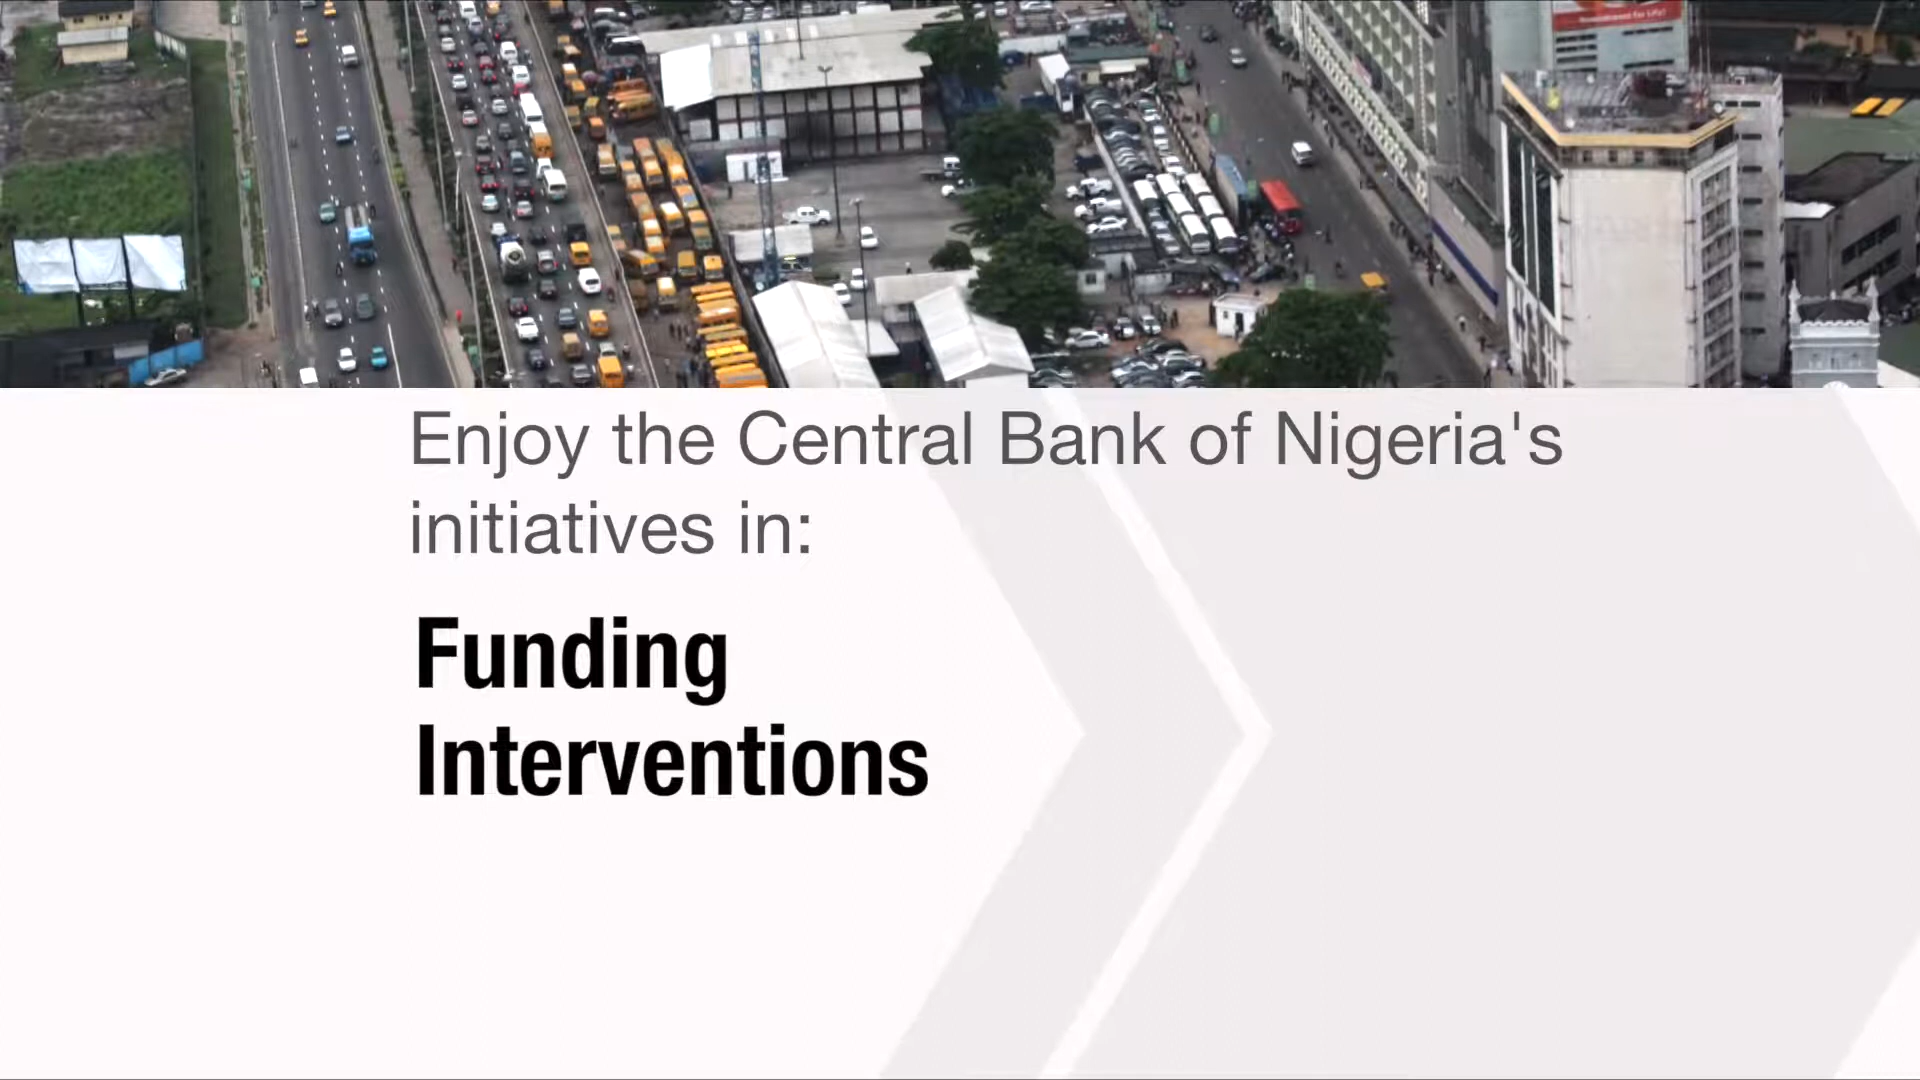 Enjoy the Central Bank of Nigeria's
initiatives in:
Funding
Interventions